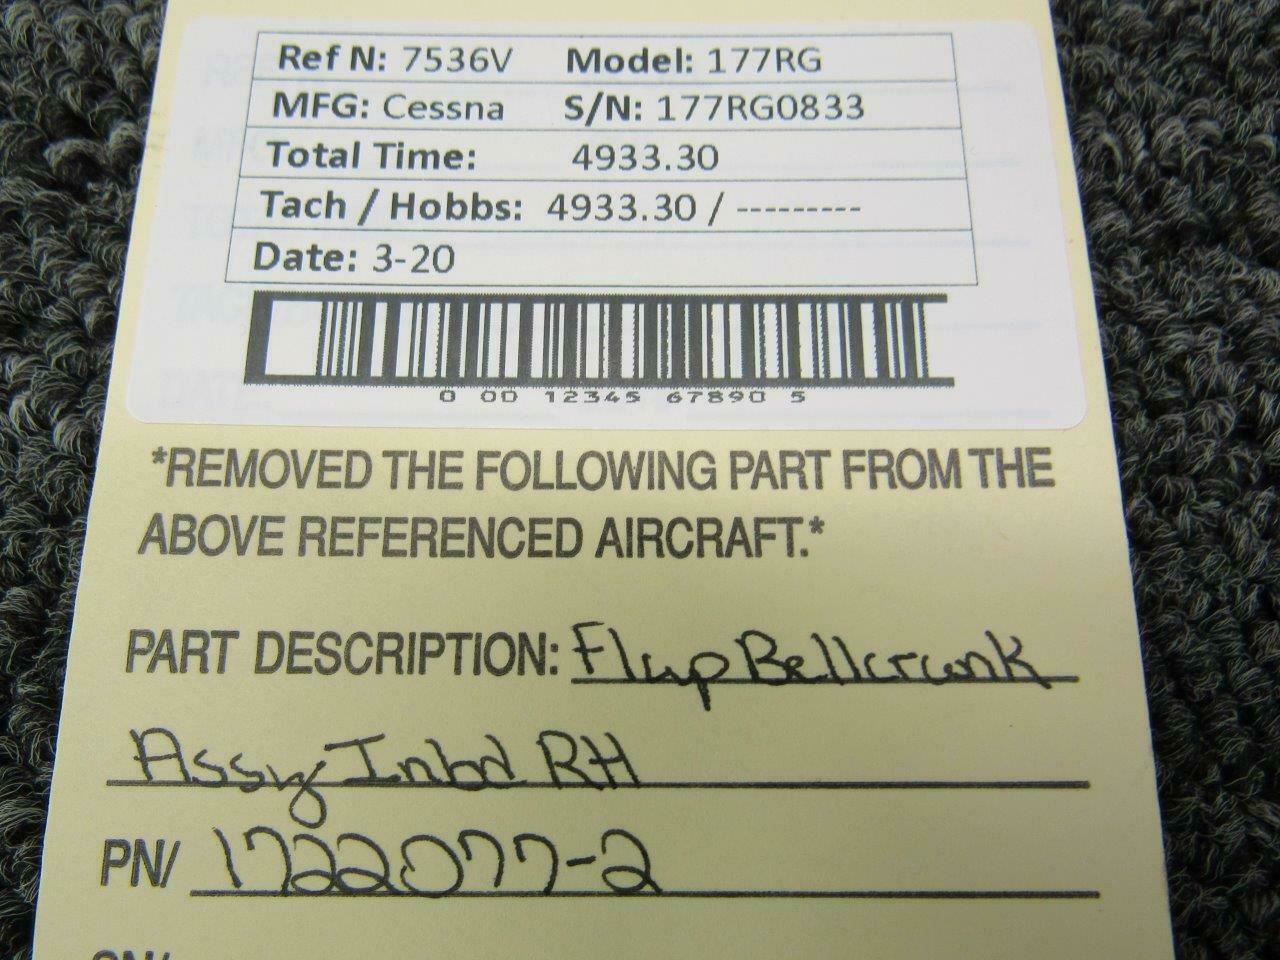 Ref N: 7536V Model: 177RG
MFG: Cessna S/N: 177RG0833
Total Time: 4933.30
Tach / Hobbs: 4933.30 / ---------
Date: 3-20
0 00 12345 67890 5
*REMOVED THE FOLLOWING PART FROM THE
ABOVE REFERENCED AIRCRAFT.*
PART DESCRIPTION: Flap Bellcrank
Assy Inbd RH
PN/ 1722077-2